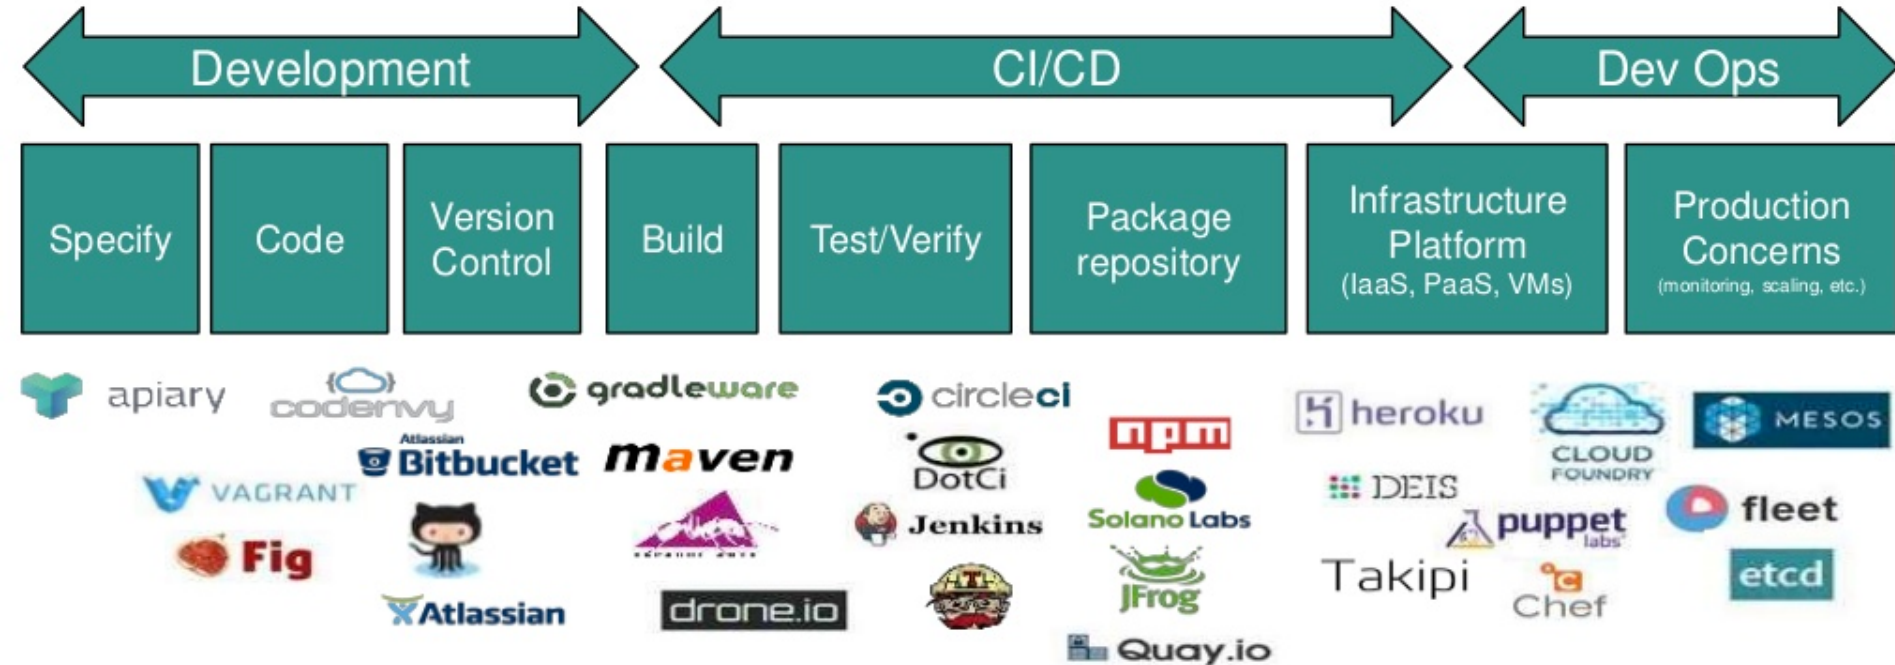 Development
CI/CD
Dev Ops
Specify
Code
Version
Control
Build
Test/Verify
Package
repository
Infrastructure
Platform
(IaaS, PaaS, VMs)
Production
Concerns
(monitoring, scaling, etc.)
apiary
codenvy
gradleware
circleci
heroku
CLOUD
FOUNDRY
MESOS
Atlassian
Bitbucket
maven
DotCi
npm
VAGRANT
DEIS
fleet
Jenkins
Solano Labs
puppet
labs
Fig
Takipi
Chef
etcd
Atlassian
drone.io
T
JFrog
Quay.io